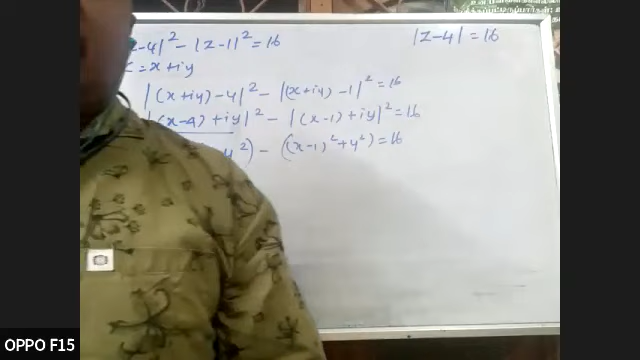 z-4|² - |z-1|² = 16
|z-4| = 16
z = x+iy
|(x+iy)-4|² - |(x+iy)-1|² = 16
|(x-4)+iy|² - |(x-1)+iy|² = 16
y²) - ((x-1)²+y²) = 16
OPPO F15